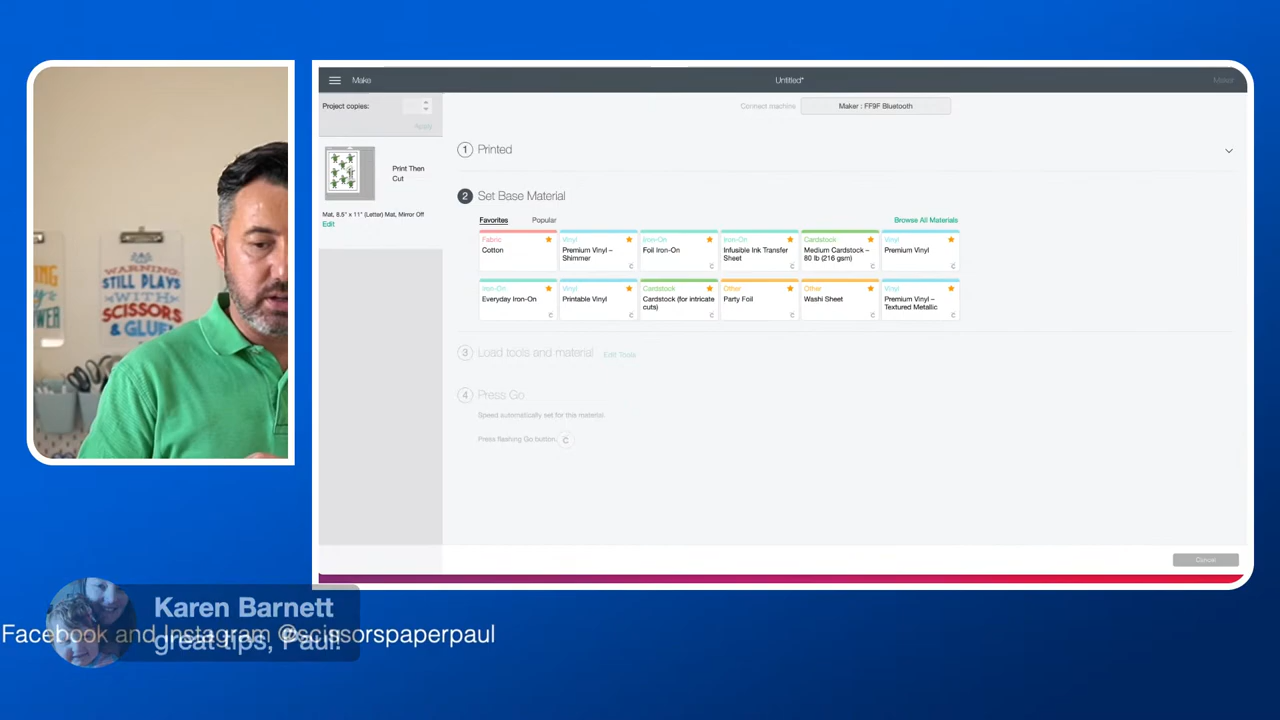 Make
Untitled*
Maker
Project copies:
Apply
Connect machine
Maker : FF9F Bluetooth
Print Then
Cut
Mat, 8.5" x 11" (Letter) Mat, Mirror Off
Edit
1 Printed
2 Set Base Material
Favorites
Popular
Browse All Materials
Fabric
Cotton
Vinyl
Premium Vinyl –
Shimmer
Iron-On
Foil Iron-On
Iron-On
Infusible Ink Transfer
Sheet
Cardstock
Medium Cardstock –
80 lb (216 gsm)
Vinyl
Premium Vinyl
Iron-On
Everyday Iron-On
Vinyl
Printable Vinyl
Cardstock
Cardstock (for intricate
cuts)
Other
Party Foil
Other
Washi Sheet
Vinyl
Premium Vinyl –
Textured Metallic
3 Load tools and material
Edit Tools
4 Press Go
Speed automatically set for this material.
Press flashing Go button.
Cancel
WARNING:
STILL PLAYS
WITH
SCISSORS
& GLUE!
Karen Barnett
great tips, Paul!
Facebook and Instagram @scissorspaperpaul